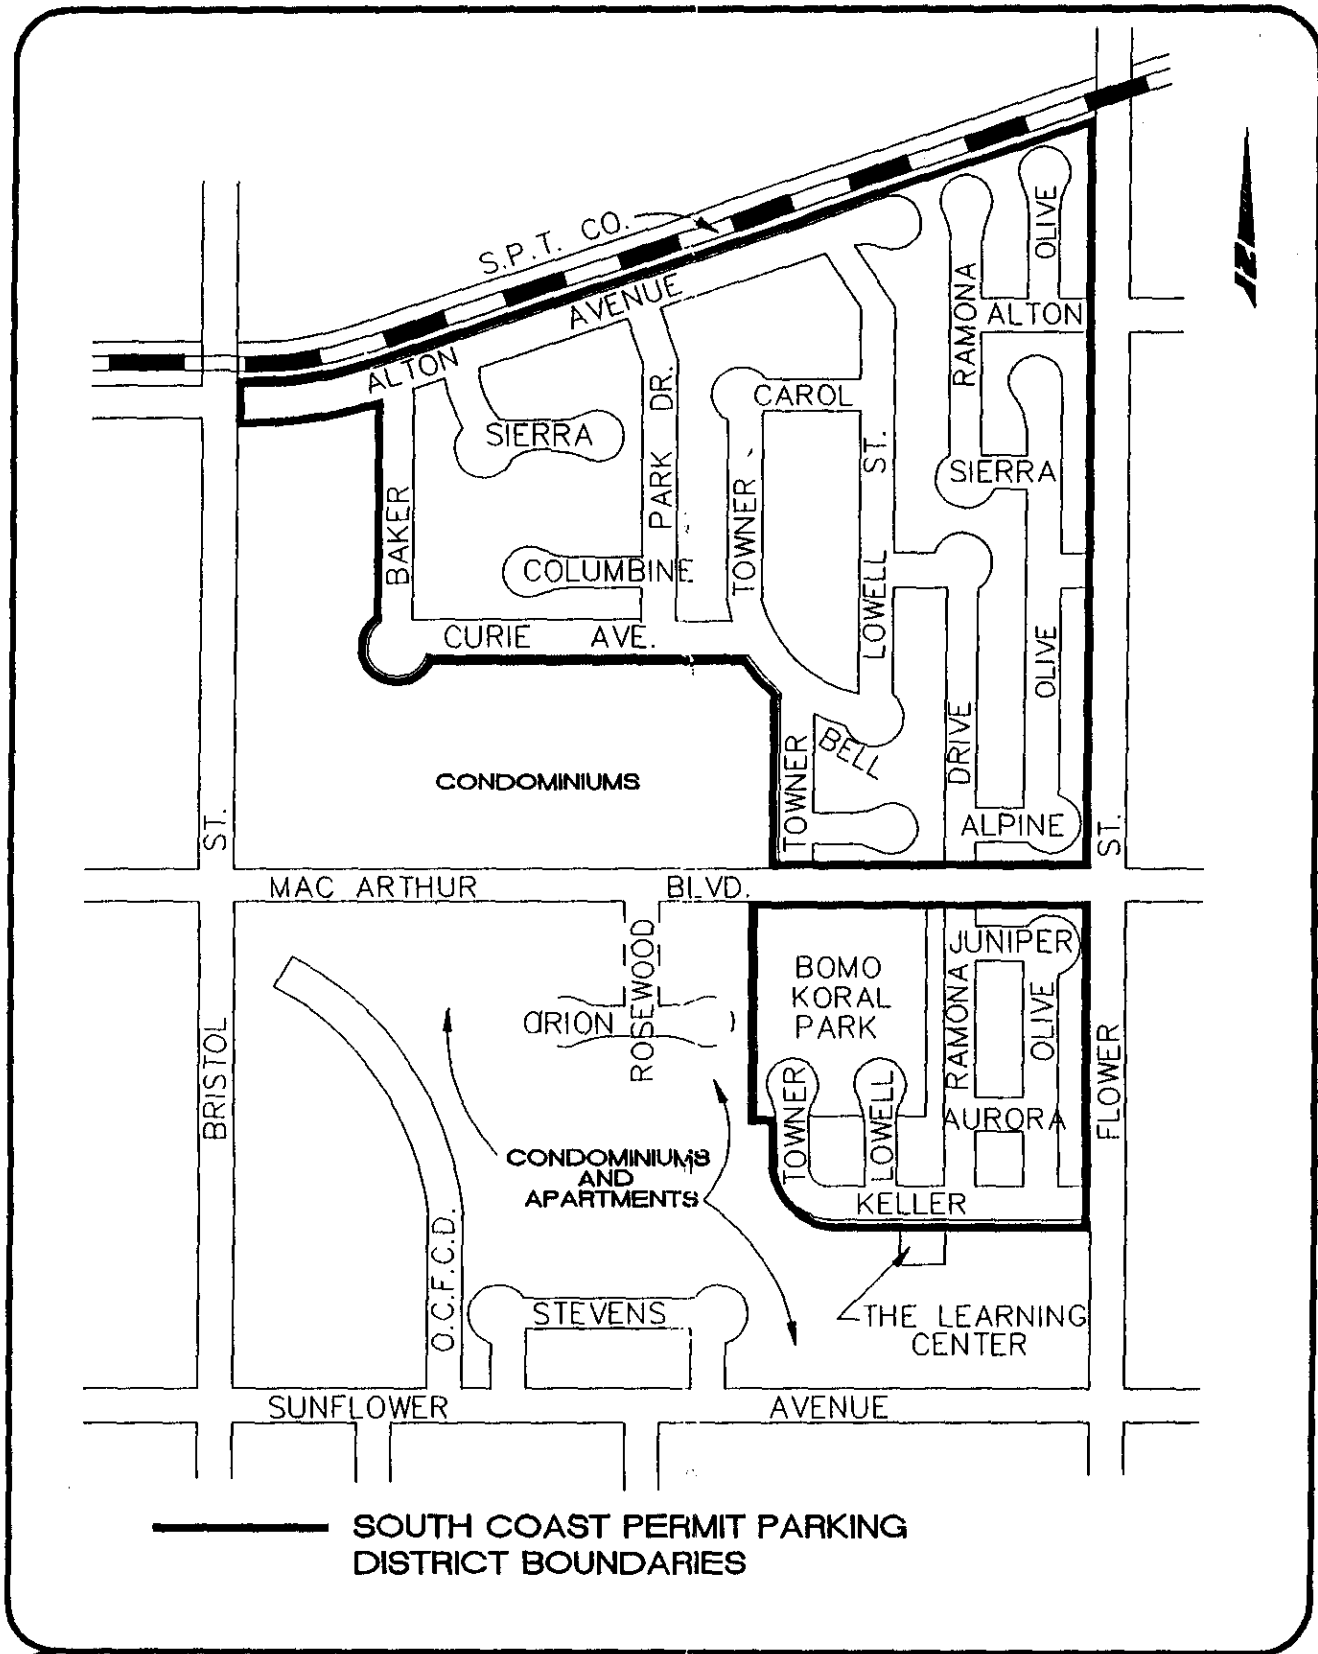 S.P.T. CO.
AVENUE
ALTON
OLIVE
RAMONA
ALTON
PARK DR.
CAROL
SIERRA
ST.
SIERRA
BAKER
TOWNER
COLUMBINE
LOWELL
CURIE AVE.
OLIVE
BELL
DRIVE
TOWNER
CONDOMINIUMS
ST.
ALPINE
ST.
MAC ARTHUR BLVD.
ROSEWOOD
JUNIPER
BOMO
KORAL
PARK
RAMONA
OLIVE
ORION
BRISTOL
FLOWER
TOWNER
LOWELL
AURORA
CONDOMINIUMS
AND
APARTMENTS
KELLER
O.C.F.C.D.
STEVENS
THE LEARNING
CENTER
SUNFLOWER AVENUE
SOUTH COAST PERMIT PARKING
DISTRICT BOUNDARIES